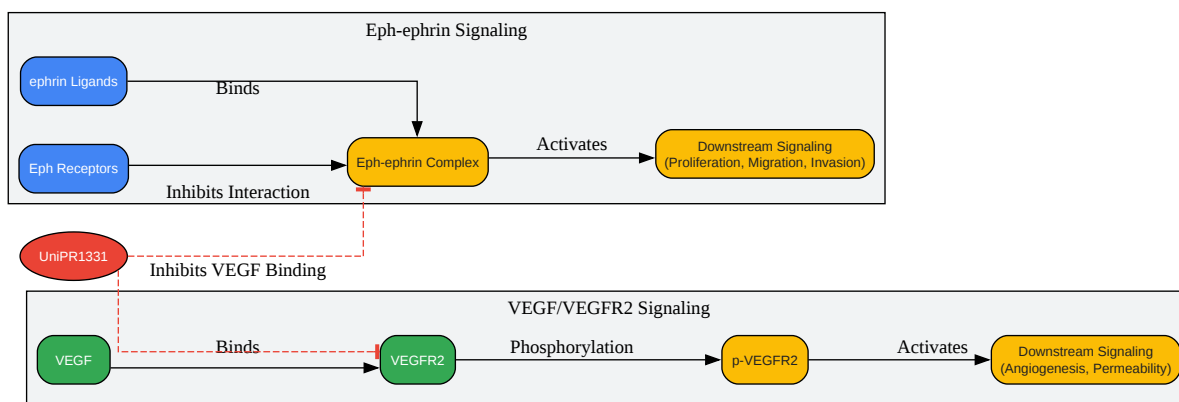 Eph-ephrin Signaling
ephrin Ligands
Binds
Eph Receptors
Inhibits Interaction
Eph-ephrin Complex
Activates
Downstream Signaling
(Proliferation, Migration, Invasion)
UniPR1331
Inhibits VEGF Binding
VEGF/VEGFR2 Signaling
VEGF
Binds
VEGFR2
Phosphorylation
p-VEGFR2
Activates
Downstream Signaling
(Angiogenesis, Permeability)